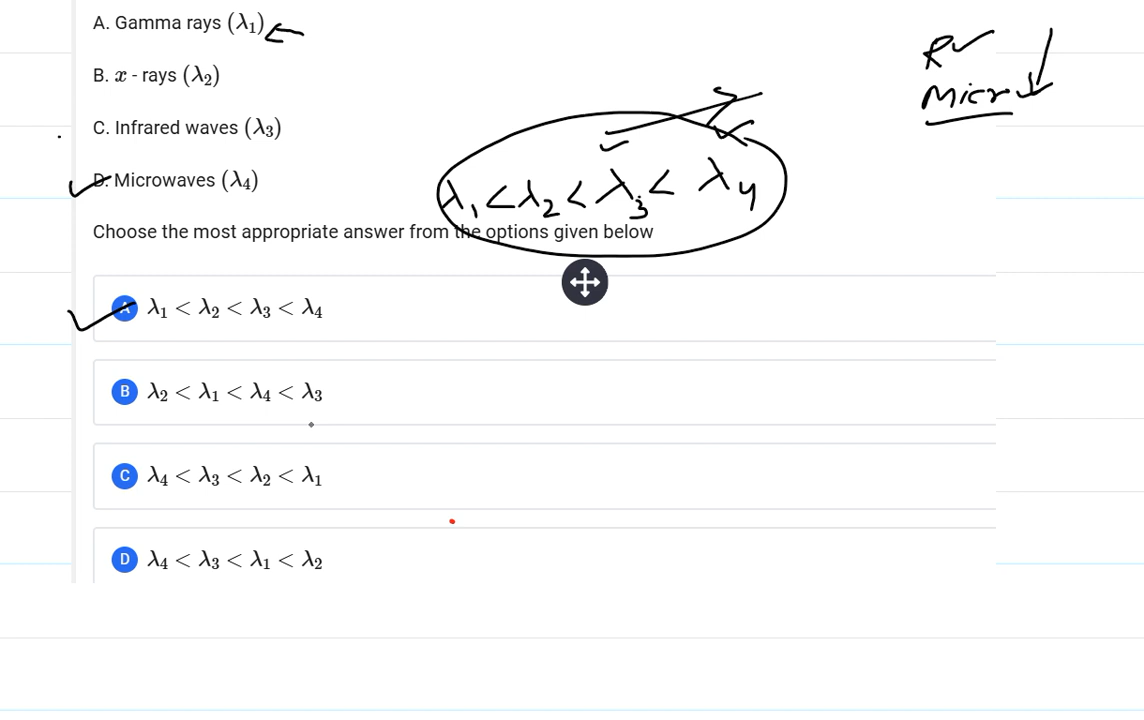 A. Gamma rays (λ₁)
B. x - rays (λ₂)
C. Infrared waves (λ₃)
D. Microwaves (λ₄)
Choose the most appropriate answer from the options given below
A λ₁ < λ₂ < λ₃ < λ₄
B λ₂ < λ₁ < λ₄ < λ₃
C λ₄ < λ₃ < λ₂ < λ₁
D λ₄ < λ₃ < λ₁ < λ₂
λ₁ < λ₂ < λ₃ < λ₄
R
Micr